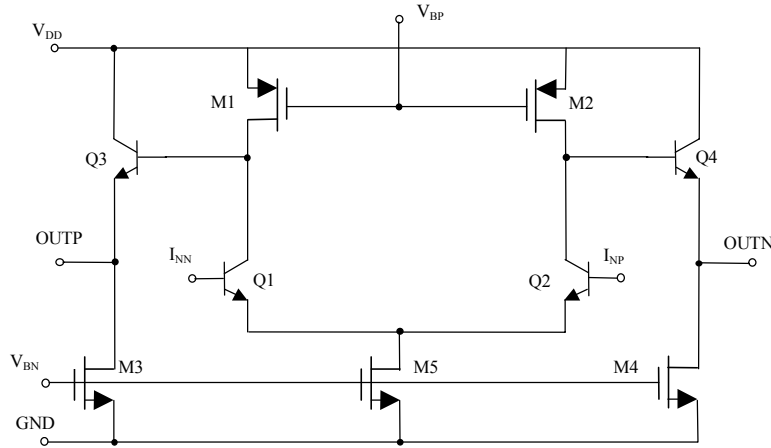 V_BP
V_DD
M1
M2
Q3
Q4
OUTP
OUTN
I_NN
I_NP
Q1
Q2
V_BN
M3
M5
M4
GND